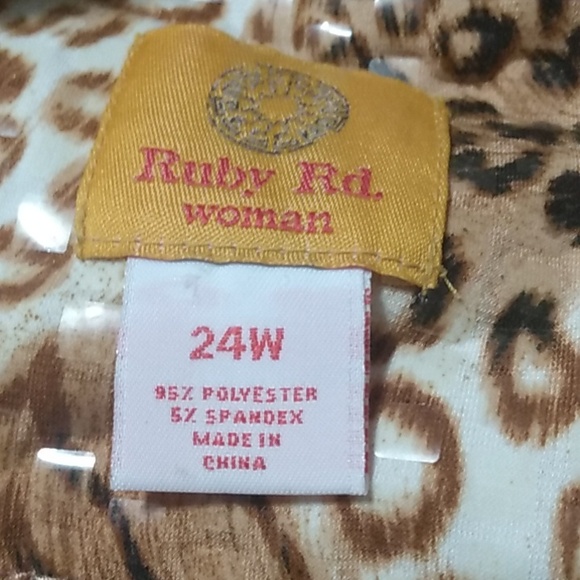 Ruby Rd.
woman
24W
95% POLYESTER
5% SPANDEX
MADE IN
CHINA